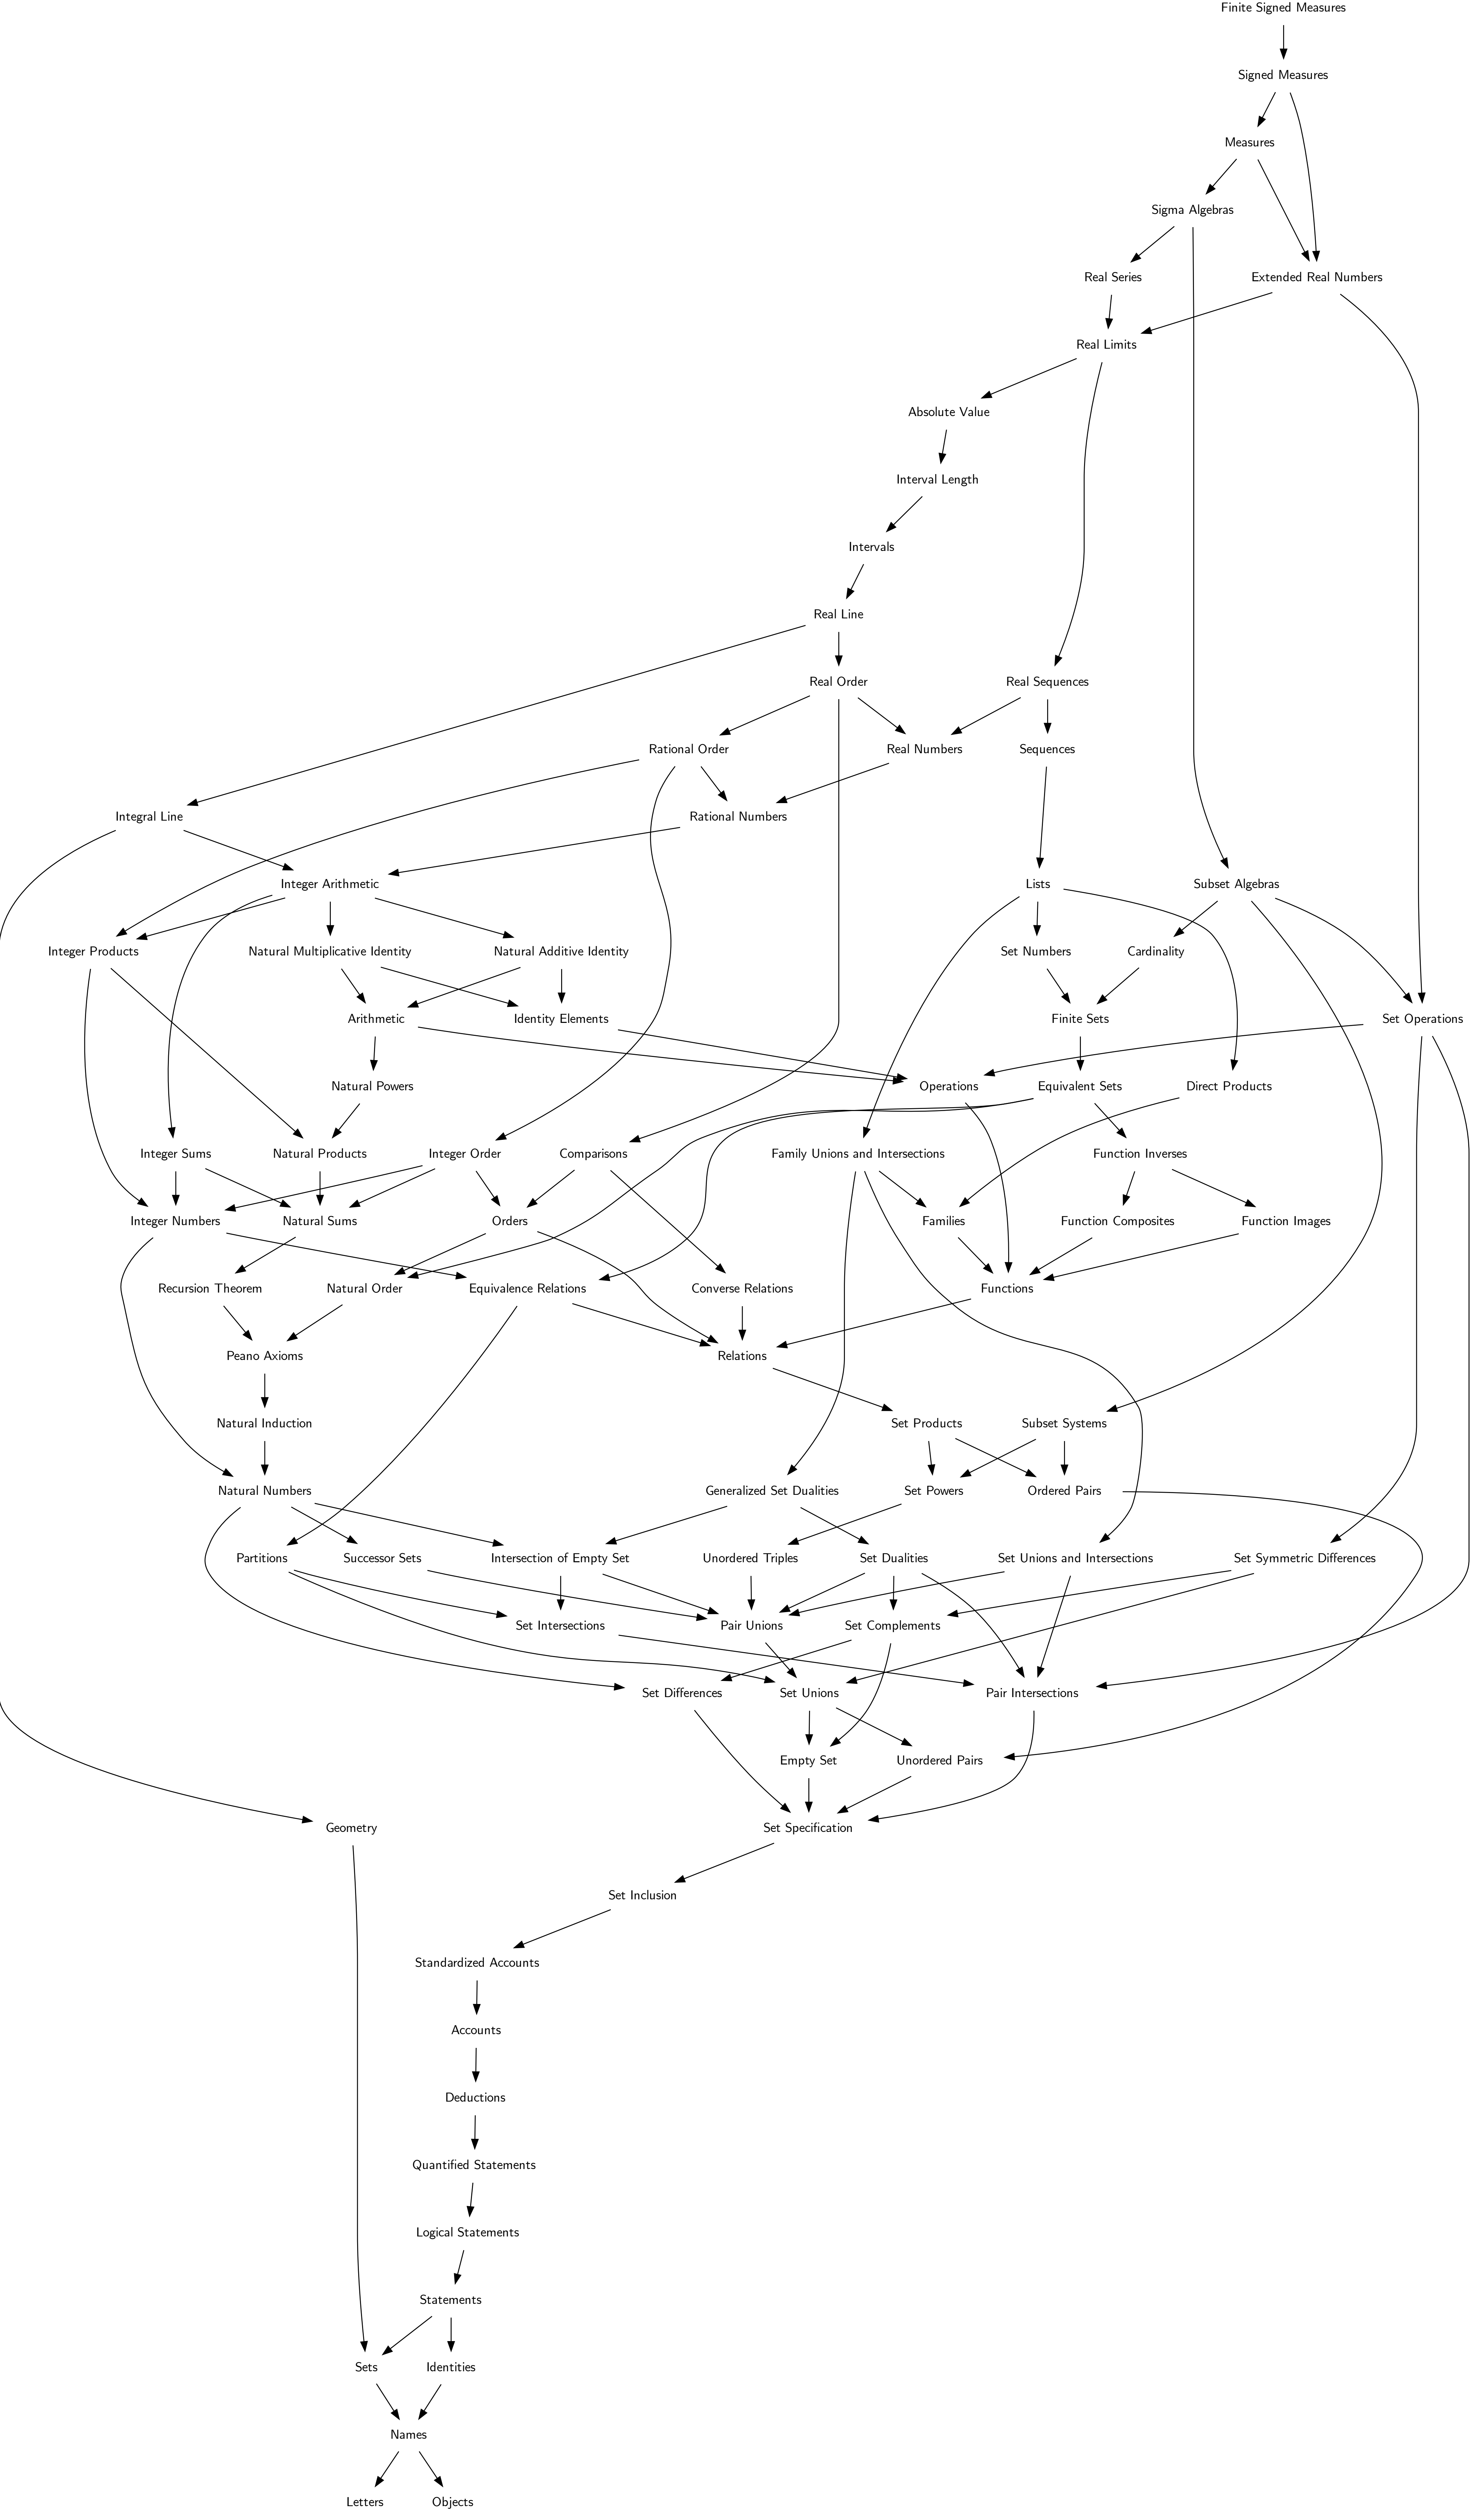 Finite Signed Measures
Signed Measures
Measures
Sigma Algebras
Real Series
Extended Real Numbers
Real Limits
Absolute Value
Interval Length
Intervals
Real Line
Real Order
Real Sequences
Rational Order
Real Numbers
Sequences
Integral Line
Rational Numbers
Integer Arithmetic
Lists
Subset Algebras
Integer Products
Natural Multiplicative Identity
Natural Additive Identity
Set Numbers
Cardinality
Arithmetic
Identity Elements
Finite Sets
Set Operations
Natural Powers
Operations
Equivalent Sets
Direct Products
Integer Sums
Natural Products
Integer Order
Comparisons
Family Unions and Intersections
Function Inverses
Integer Numbers
Natural Sums
Orders
Families
Function Composites
Function Images
Recursion Theorem
Natural Order
Equivalence Relations
Converse Relations
Functions
Peano Axioms
Relations
Natural Induction
Set Products
Subset Systems
Natural Numbers
Generalized Set Dualities
Set Powers
Ordered Pairs
Partitions
Successor Sets
Intersection of Empty Set
Unordered Triples
Set Dualities
Set Unions and Intersections
Set Symmetric Differences
Set Intersections
Pair Unions
Set Complements
Set Differences
Set Unions
Pair Intersections
Empty Set
Unordered Pairs
Geometry
Set Specification
Set Inclusion
Standardized Accounts
Accounts
Deductions
Quantified Statements
Logical Statements
Statements
Sets
Identities
Names
Letters
Objects